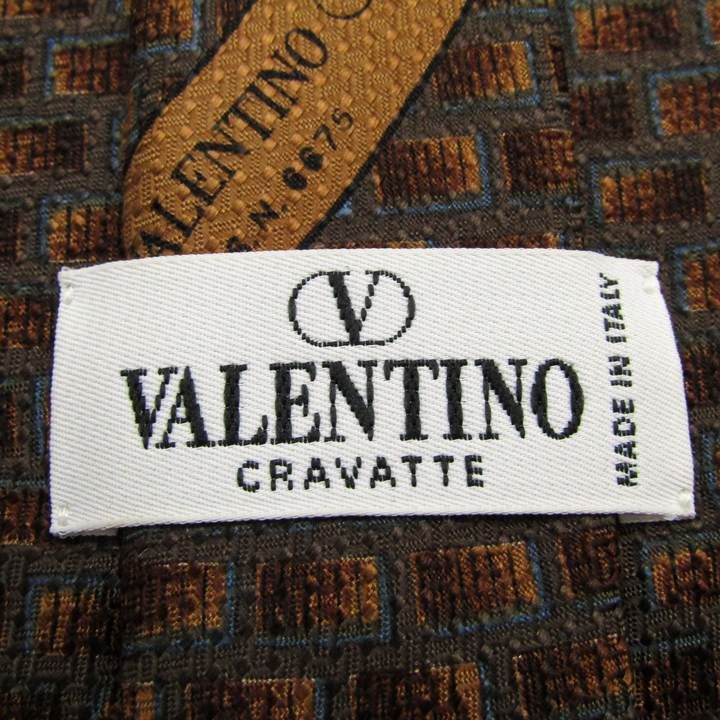 VALENTINO
S.N. 6675
V
VALENTINO
CRAVATTE
MADE IN ITALY